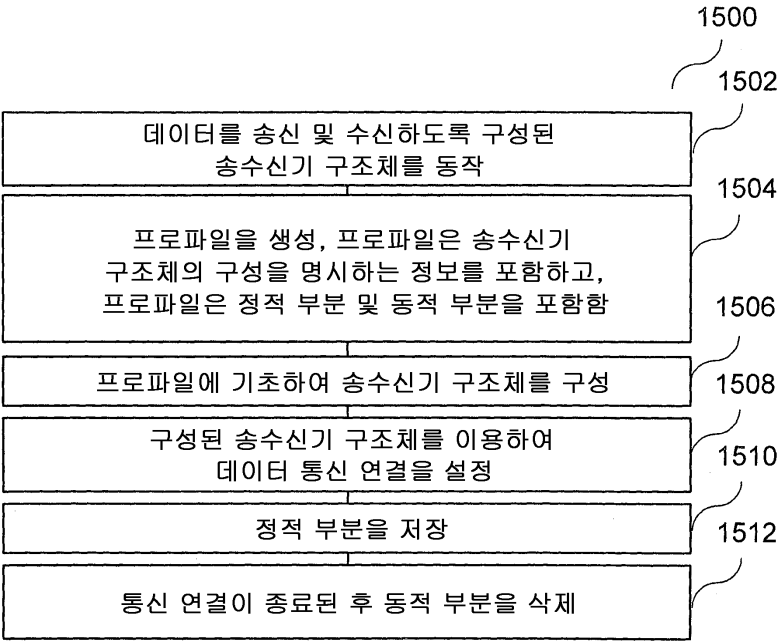 1500
1502
데이터를 송신 및 수신하도록 구성된
송수신기 구조체를 동작
1504
프로파일을 생성, 프로파일은 송수신기
구조체의 구성을 명시하는 정보를 포함하고,
프로파일은 정적 부분 및 동적 부분을 포함함
1506
프로파일에 기초하여 송수신기 구조체를 구성
1508
구성된 송수신기 구조체를 이용하여
데이터 통신 연결을 설정
1510
정적 부분을 저장
1512
통신 연결이 종료된 후 동적 부분을 삭제